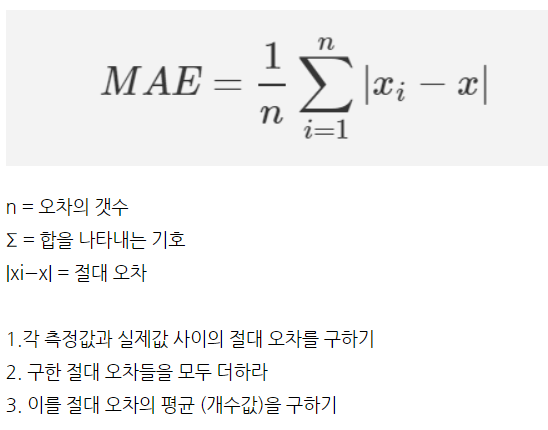 MAE = \frac{1}{n} \sum_{i=1}^{n} |x_i - x|
n = 오차의 갯수
Σ = 합을 나타내는 기호
|xi−x| = 절대 오차
1.각 측정값과 실제값 사이의 절대 오차를 구하기
2. 구한 절대 오차들을 모두 더하라
3. 이를 절대 오차의 평균 (개수값)을 구하기